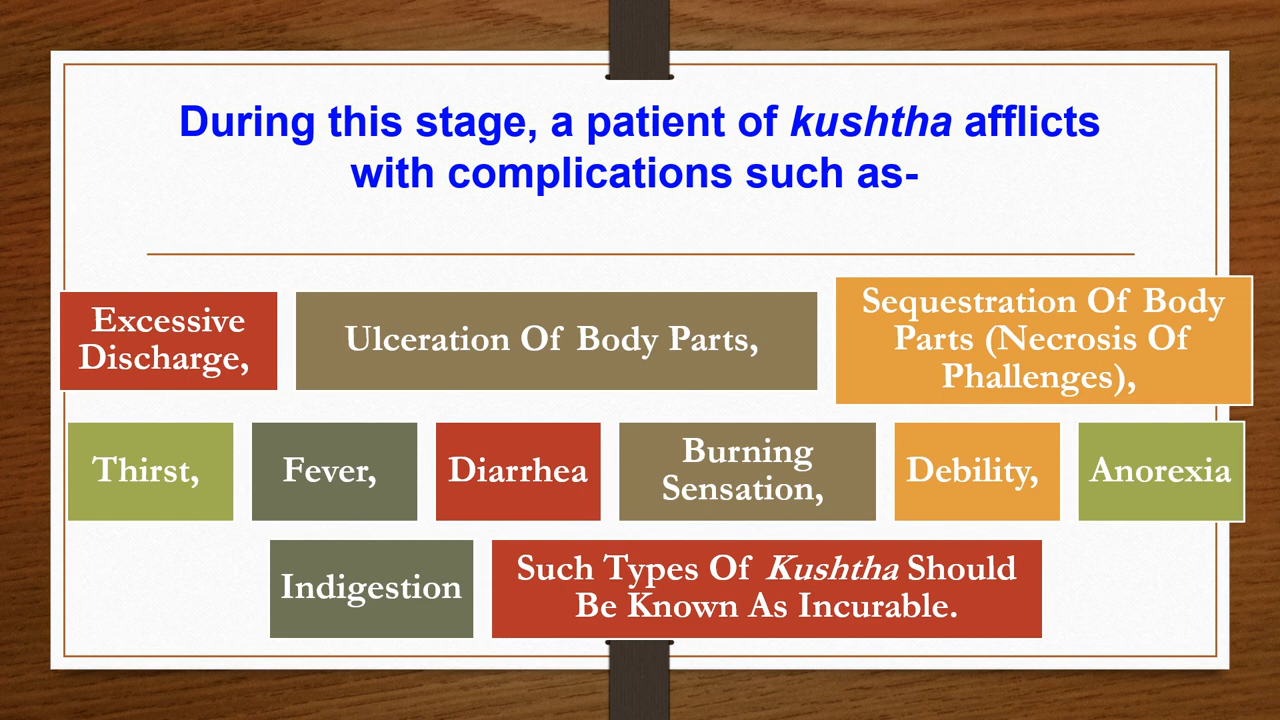 During this stage, a patient of kushtha afflicts
with complications such as-
Excessive
Discharge,
Ulceration Of Body Parts,
Sequestration Of Body
Parts (Necrosis Of
Phallenges),
Thirst,
Fever,
Diarrhea
Burning
Sensation,
Debility,
Anorexia
Indigestion
Such Types Of Kushtha Should
Be Known As Incurable.